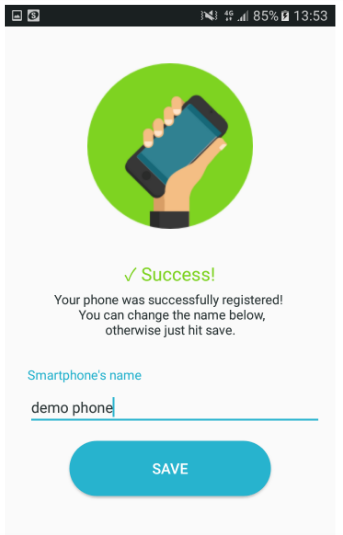 4G 85% 13:53
✓ Success!
Your phone was successfully registered!
You can change the name below,
otherwise just hit save.
Smartphone's name
demo phone
SAVE